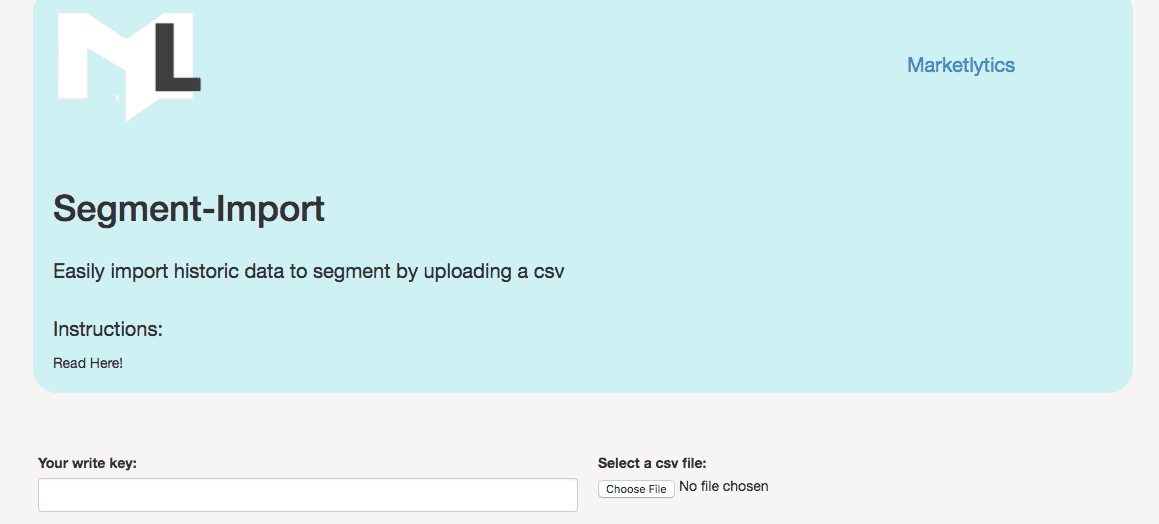 ML
Marketlytics
Segment-Import
Easily import historic data to segment by uploading a csv
Instructions:
Read Here!
Your write key:
Select a csv file:
Choose File No file chosen